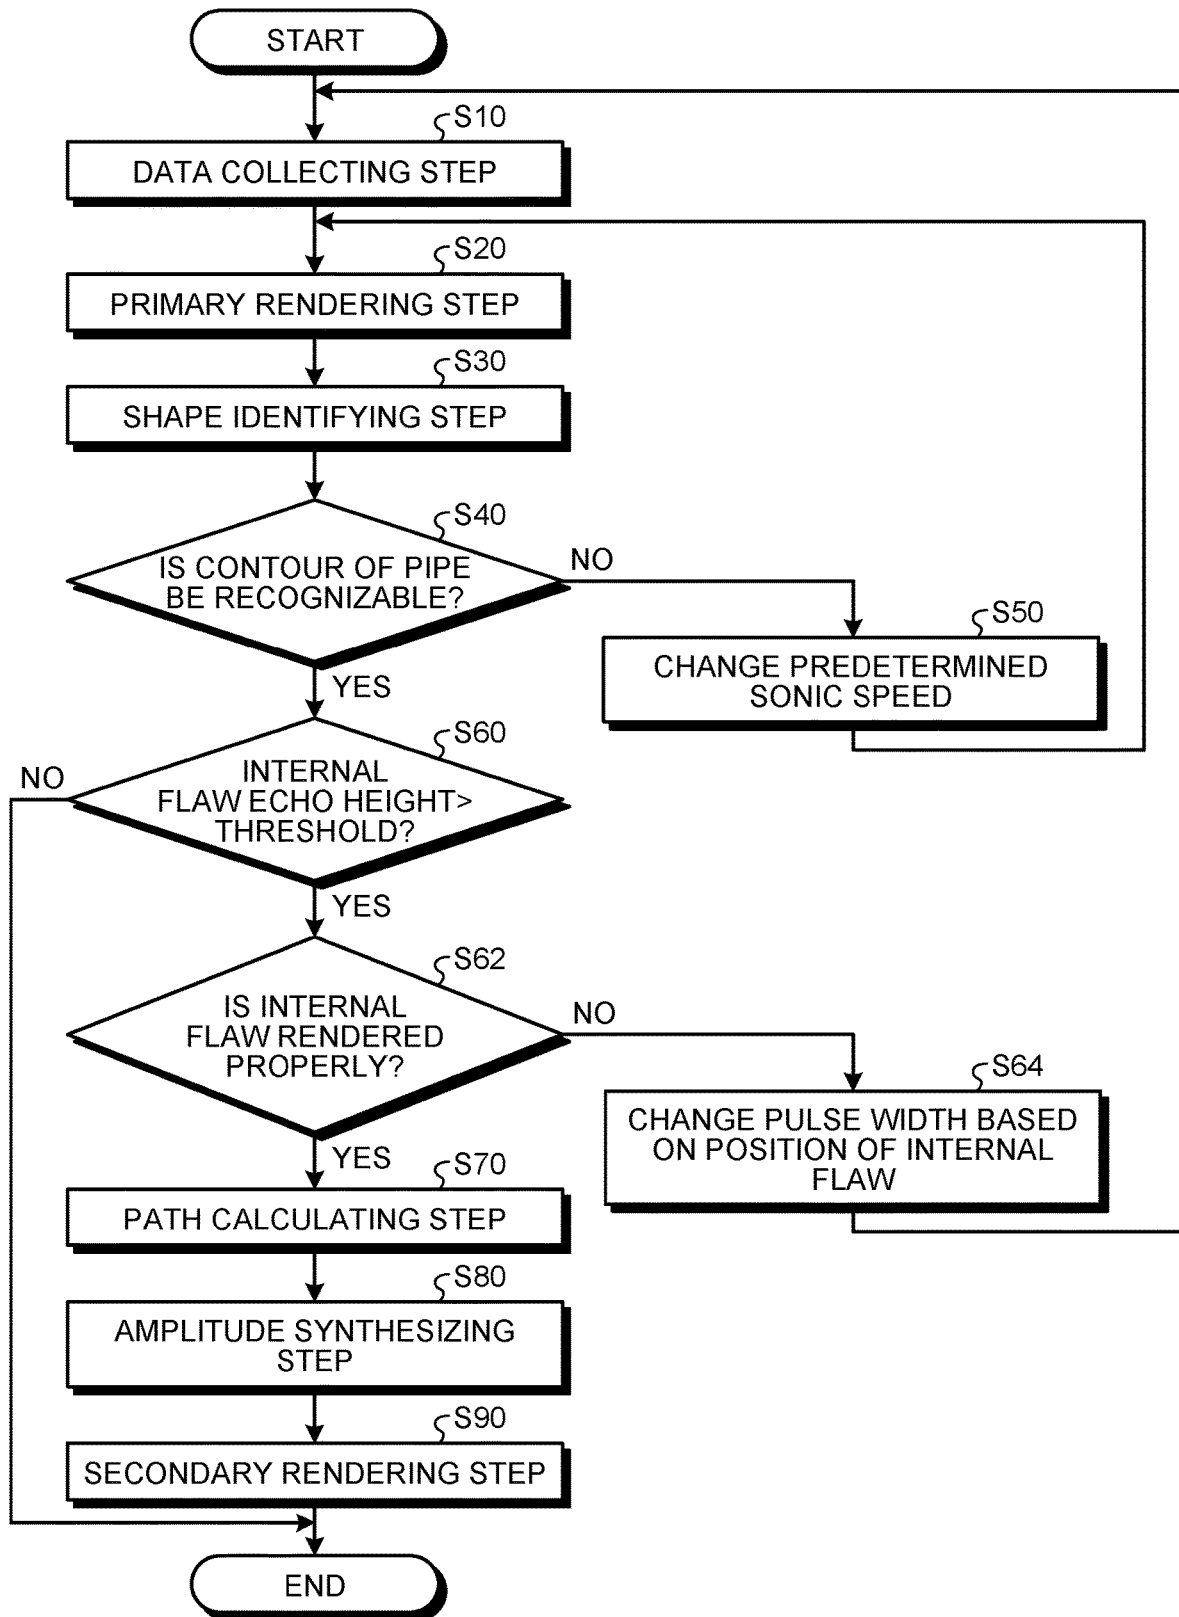 START
S10
DATA COLLECTING STEP
S20
PRIMARY RENDERING STEP
S30
SHAPE IDENTIFYING STEP
S40
IS CONTOUR OF PIPE
BE RECOGNIZABLE?
NO
S50
CHANGE PREDETERMINED
SONIC SPEED
YES
S60
NO
INTERNAL
FLAW ECHO HEIGHT>
THRESHOLD?
YES
S62
IS INTERNAL
FLAW RENDERED
PROPERLY?
NO
S64
CHANGE PULSE WIDTH BASED
ON POSITION OF INTERNAL
FLAW
YES
S70
PATH CALCULATING STEP
S80
AMPLITUDE SYNTHESIZING
STEP
S90
SECONDARY RENDERING STEP
END